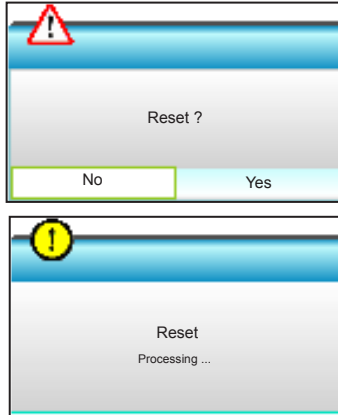 Reset ?
No Yes
Reset
Processing ...